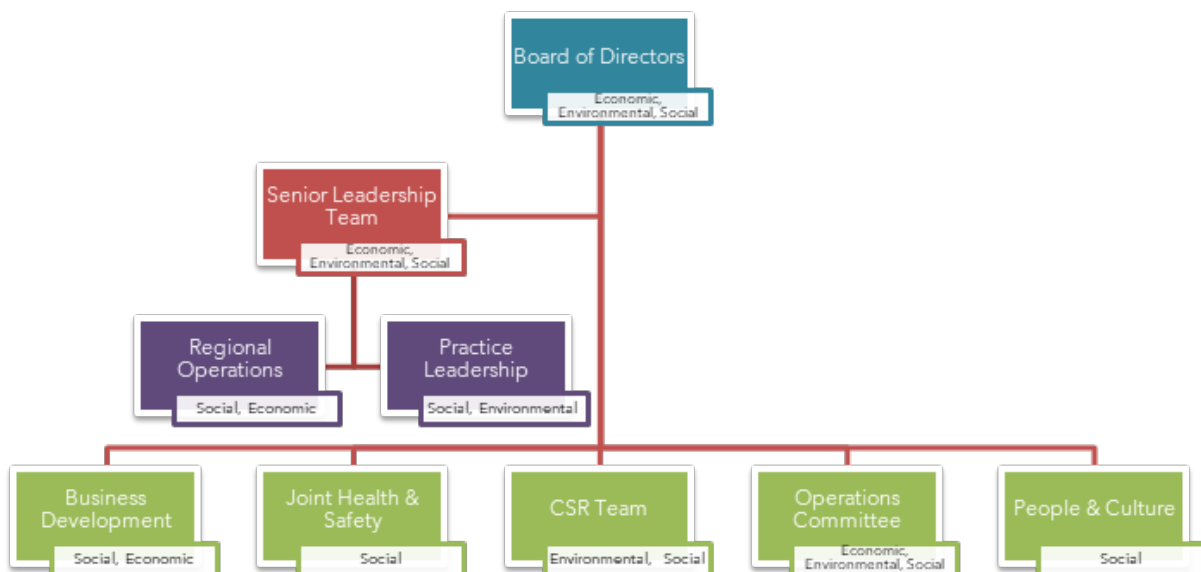 Board of Directors
Economic,
Environmental, Social
Senior Leadership
Team
Economic,
Environmental, Social
Regional
Operations
Social, Economic
Practice
Leadership
Social, Environmental
Business
Development
Social, Economic
Joint Health &
Safety
Social
CSR Team
Environmental, Social
Operations
Committee
Economic,
Environmental, Social
People & Culture
Social